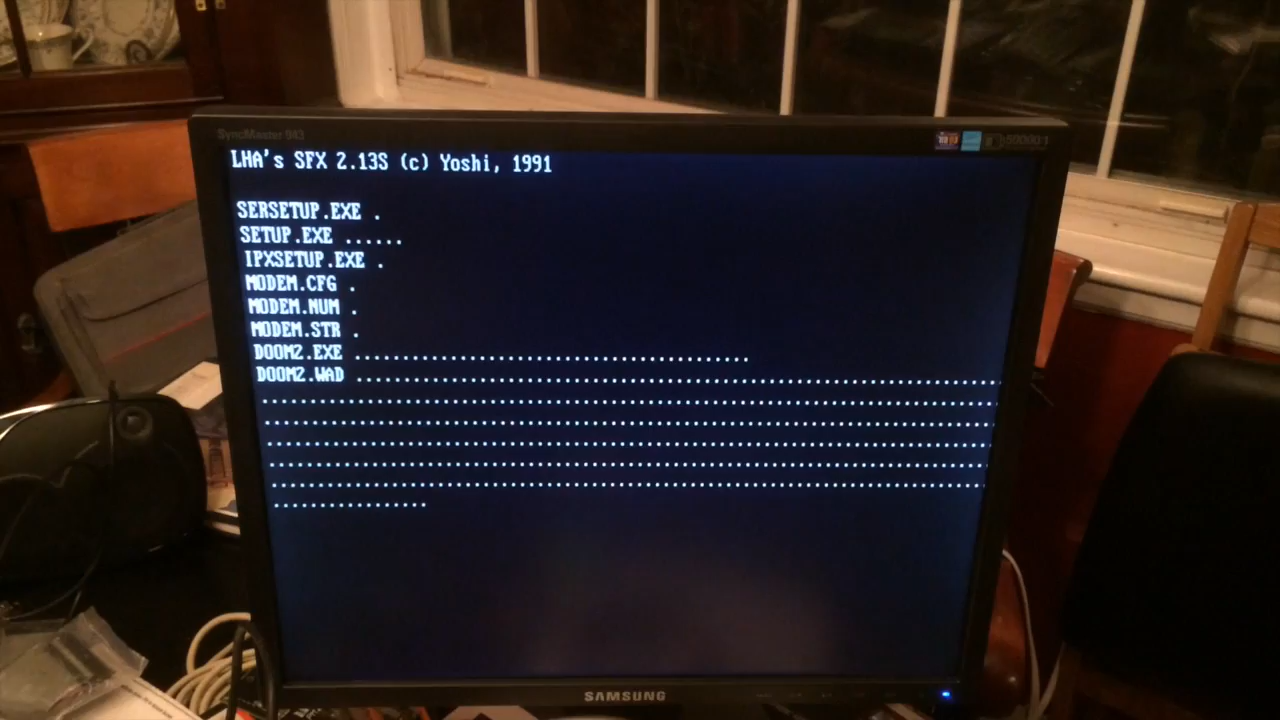 SyncMaster 943
LHA's SFX 2.13S (c) Yoshi, 1991
SERSETUP.EXE .
SETUP.EXE ......
IPXSETUP.EXE .
MODEM.CFG .
MODEM.NUM .
MODEM.STR .
DOOM2.EXE ..........................................
DOOM2.WAD .....................................................................
...............................................................................
...............................................................................
...............................................................................
...............................................................................
...............................................................................
.................
SAMSUNG